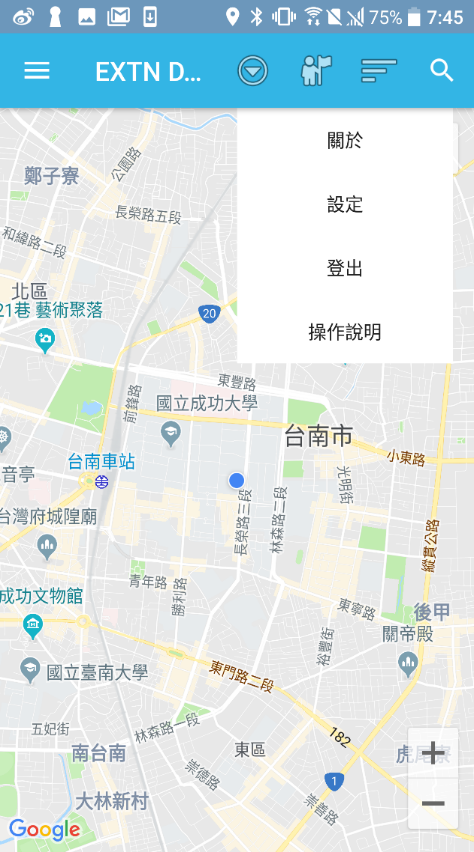 75% 7:45
EXTN D...
關於
設定
登出
操作說明
鄭子寮
公園路
長榮路五段
和緯路二段
北區
21巷 藝術聚落
20
東豐路
前鋒路
國立成功大學
台南市
小東路
音亭
台南車站
光明街
台灣府城隍廟
長榮路三段
林森路二段
縱貫公路
青年路
勝利路
成功文物館
東寧路
後甲
關帝殿
裕豐街
國立臺南大學
東門路二段
五妃街
林森路一段
182
南台南
東區
虎尾寮
崇德路
1
大林新村
崇善路
+
−
Google